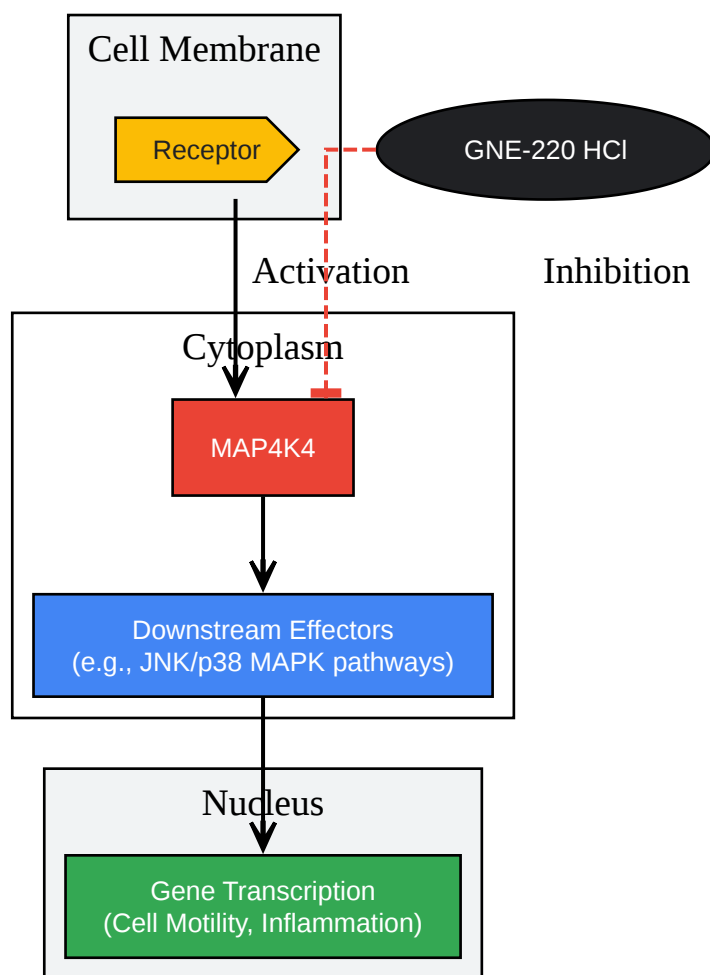 Cell Membrane
Receptor
GNE-220 HCl
Activation
Inhibition
Cytoplasm
MAP4K4
Downstream Effectors
(e.g., JNK/p38 MAPK pathways)
Nucleus
Gene Transcription
(Cell Motility, Inflammation)